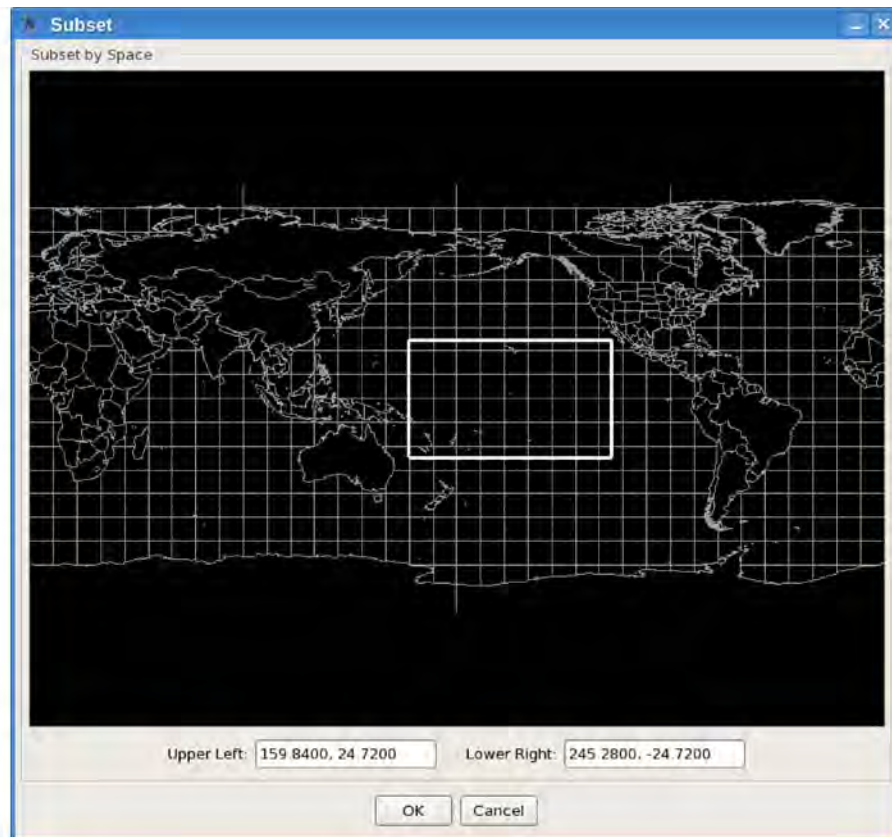 Subset
Subset by Space
Upper Left: 159.8400, 24.7200 Lower Right: 245.2800, -24.7200
OK Cancel